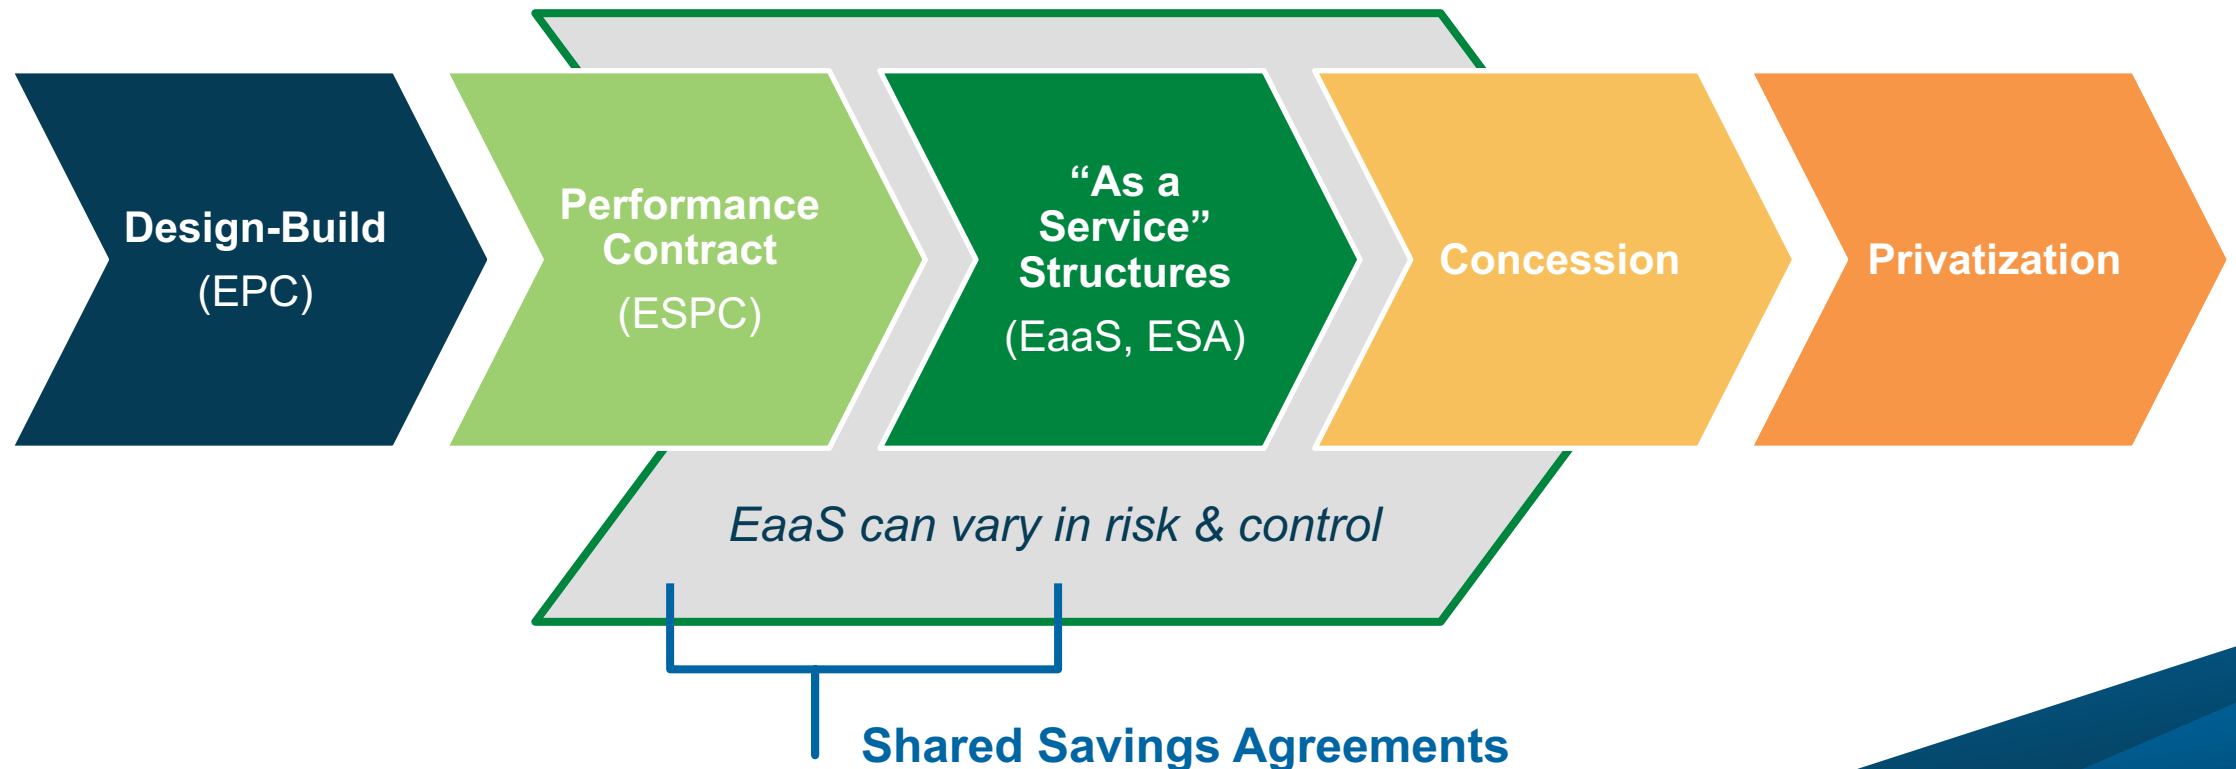 Design-Build
(EPC)
Performance
Contract
(ESPC)
“As a
Service”
Structures
(EaaS, ESA)
Concession
Privatization
EaaS can vary in risk & control
Shared Savings Agreements